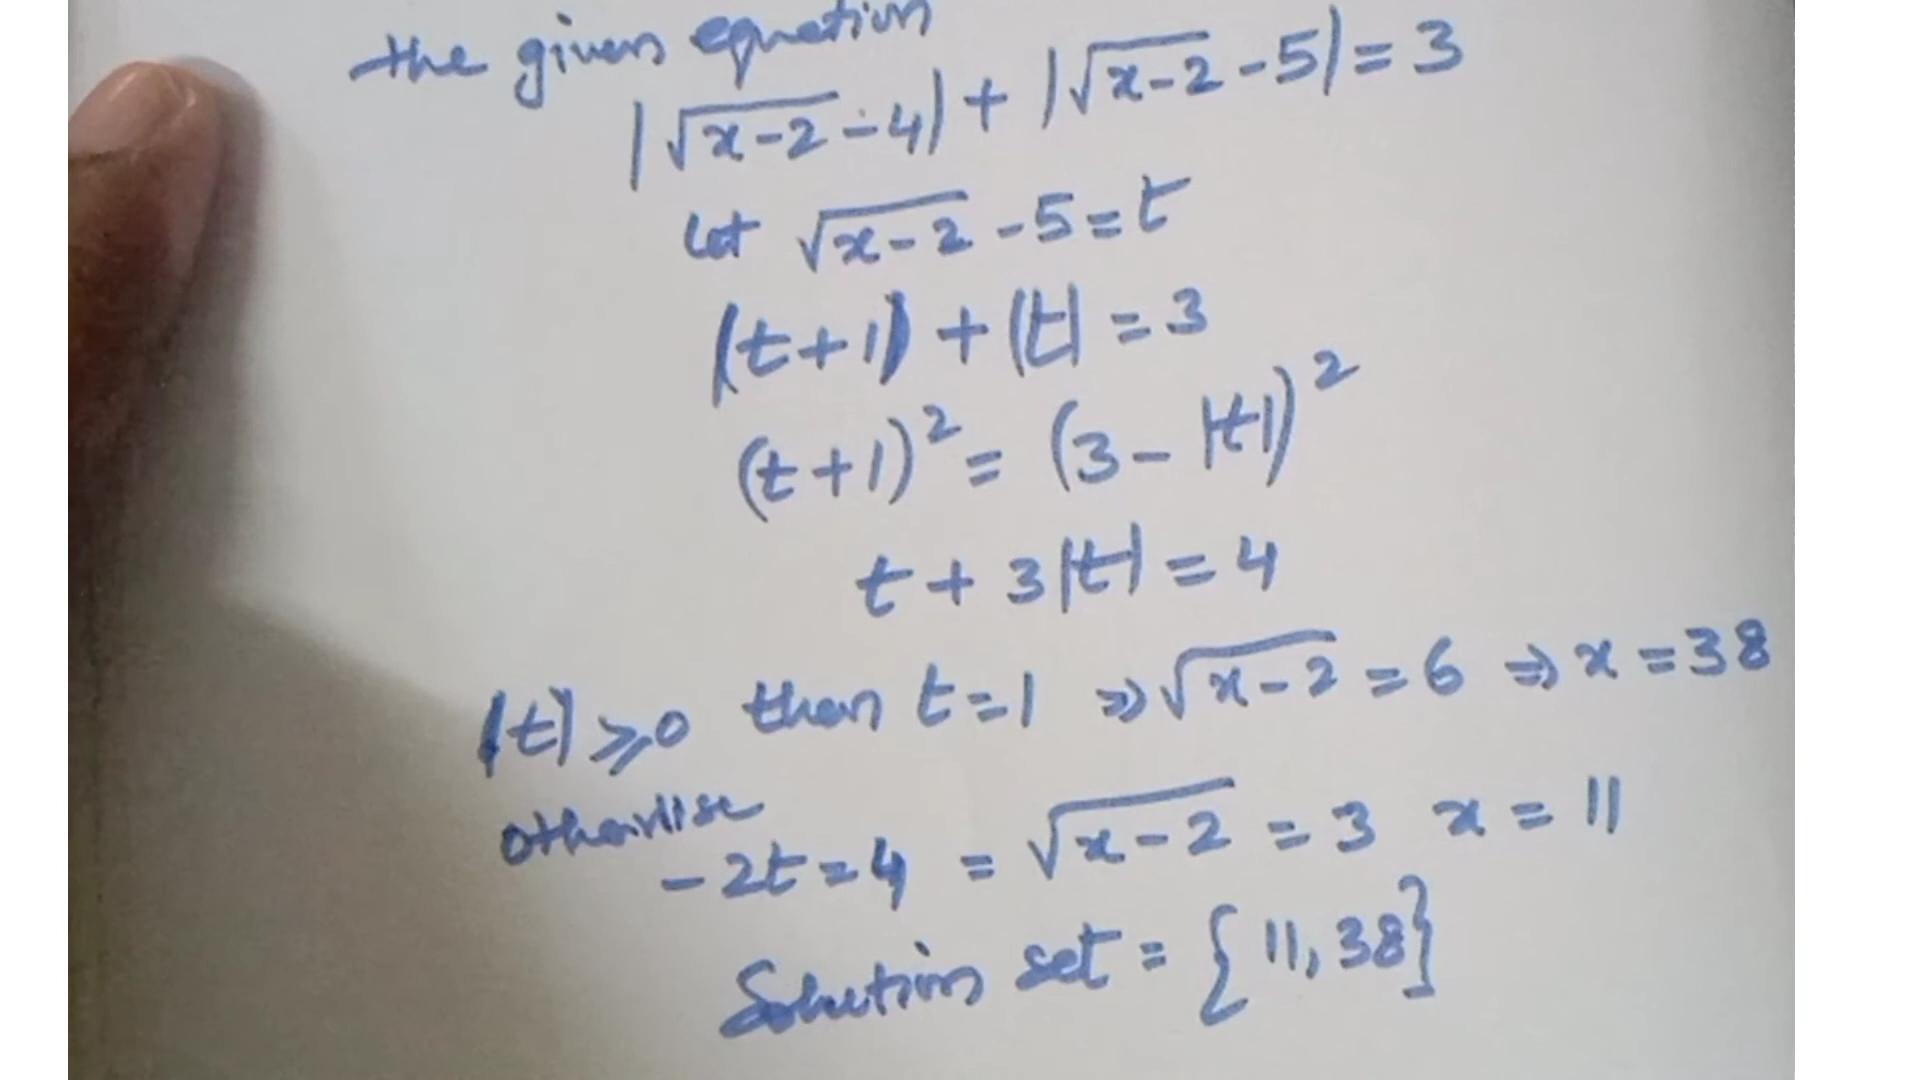 the given equation
|√x-2 - 4| + |√x-2 - 5| = 3
Let √x-2 - 5 = t
|t+1| + |t| = 3
(t+1)² = (3 - |t|)²
t + 3|t| = 4
|t| ≥ 0 then t=1 ⇒ √x-2 = 6 ⇒ x = 38
otherwise
-2t = 4 = √x-2 = 3 x = 11
Solution set = {11, 38}